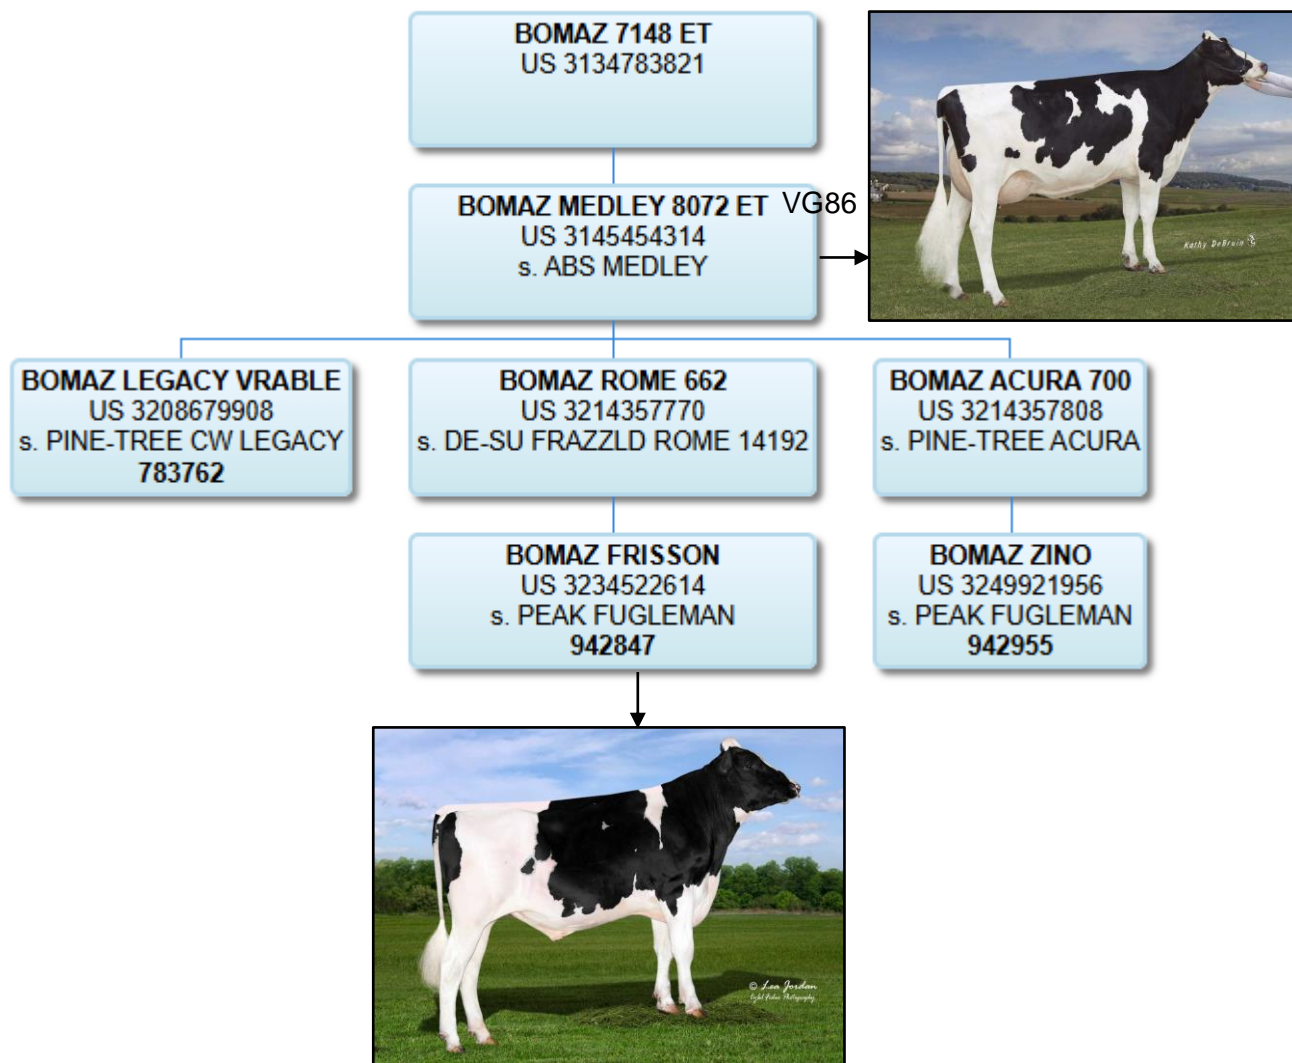 BOMAZ 7148 ET
US 3134783821
BOMAZ MEDLEY 8072 ET VG86
US 3145454314
s. ABS MEDLEY
Kathy DeBruin
BOMAZ LEGACY VRABLE
US 3208679908
s. PINE-TREE CW LEGACY
783762
BOMAZ ROME 662
US 3214357770
s. DE-SU FRAZZLD ROME 14192
BOMAZ ACURA 700
US 3214357808
s. PINE-TREE ACURA
BOMAZ FRISSON
US 3234522614
s. PEAK FUGLEMAN
942847
BOMAZ ZINO
US 3249921956
s. PEAK FUGLEMAN
942955
© Lea Jordan
Photography